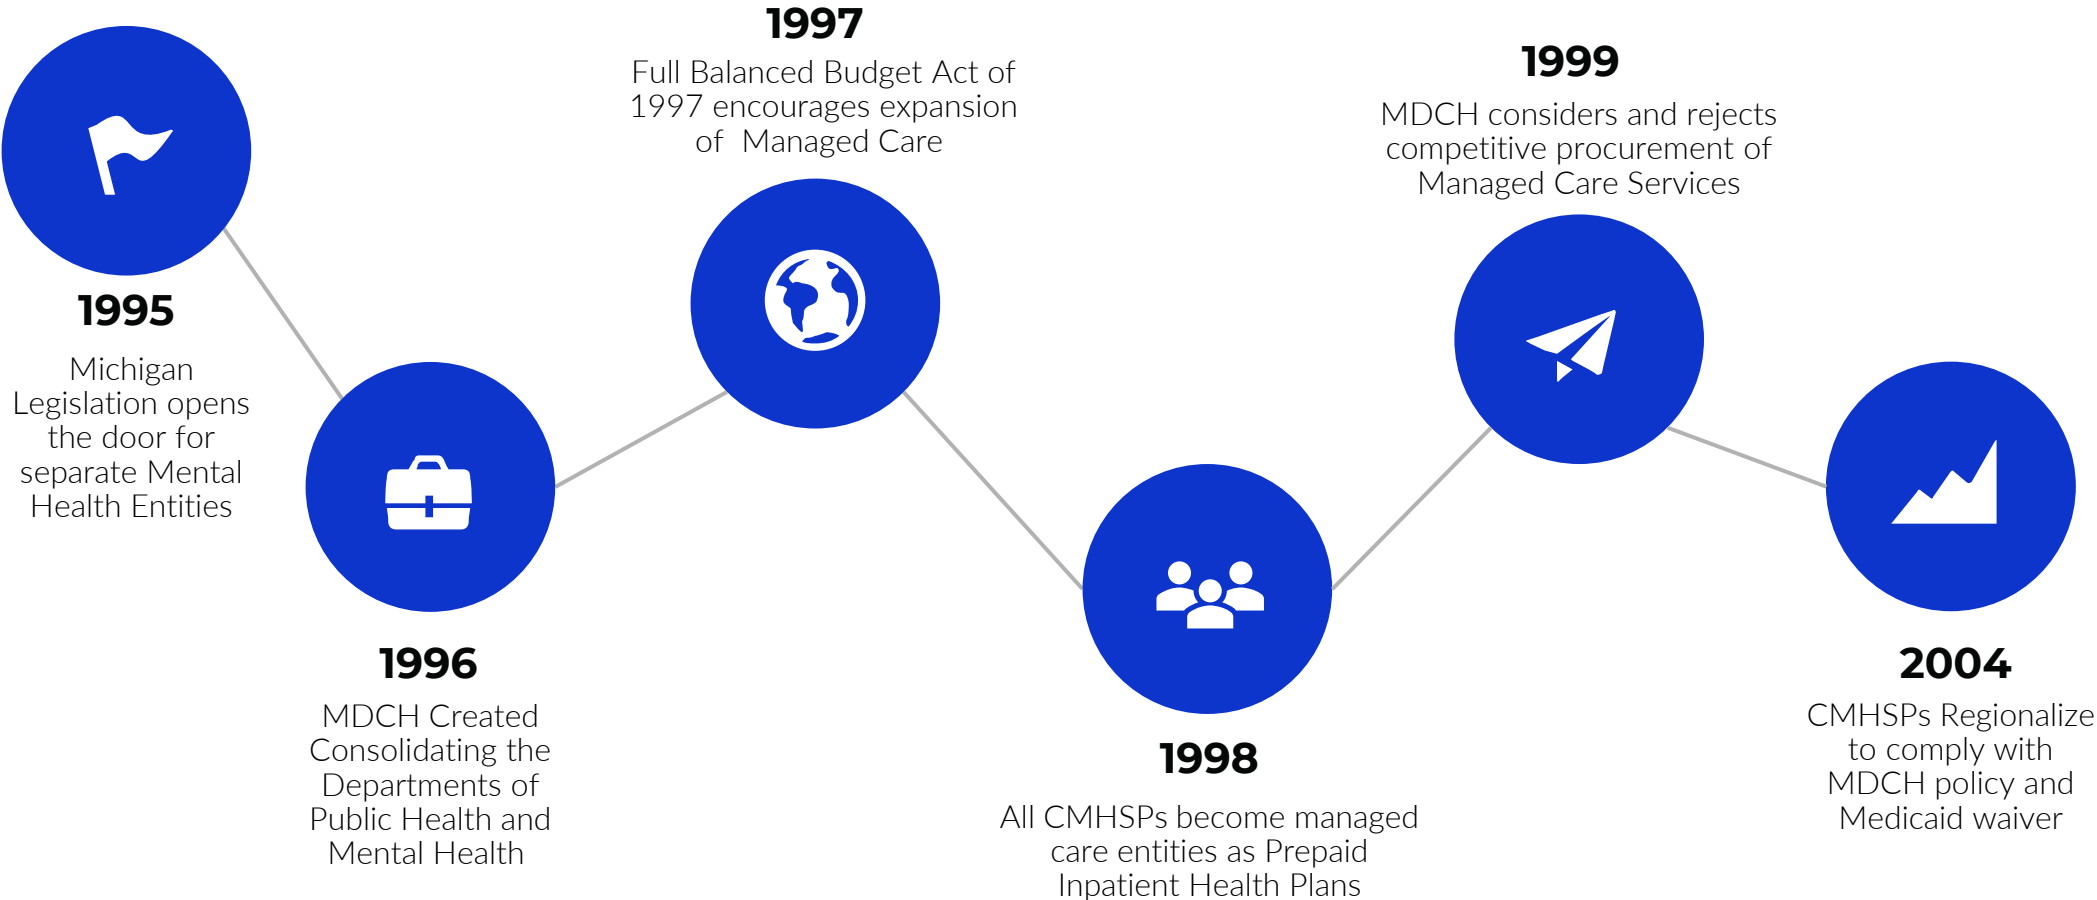 1995
Michigan
Legislation opens
the door for
separate Mental
Health Entities
1996
MDCH Created
Consolidating the
Departments of
Public Health and
Mental Health
1997
Full Balanced Budget Act of
1997 encourages expansion
of  Managed Care
1998
All CMHSPs become managed
care entities as Prepaid
Inpatient Health Plans
1999
MDCH considers and rejects
competitive procurement of
Managed Care Services
2004
CMHSPs Regionalize
to comply with
MDCH policy and
Medicaid waiver